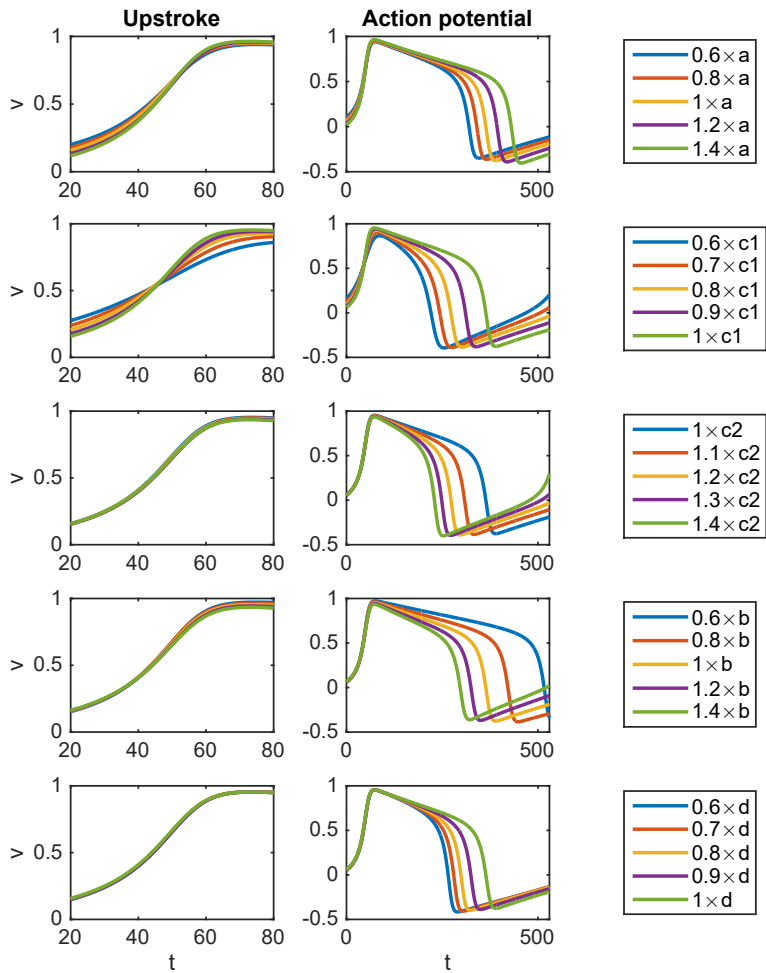 Upstroke
Action potential
v
1
0.5
0
20
40
60
80
1
0.5
0
-0.5
0
500
0.6×a
0.8×a
1×a
1.2×a
1.4×a
v
1
0.5
0
20
40
60
80
1
0.5
0
-0.5
0
500
0.6×c1
0.7×c1
0.8×c1
0.9×c1
1×c1
v
1
0.5
0
20
40
60
80
1
0.5
0
-0.5
0
500
1×c2
1.1×c2
1.2×c2
1.3×c2
1.4×c2
v
1
0.5
0
20
40
60
80
1
0.5
0
-0.5
0
500
0.6×b
0.8×b
1×b
1.2×b
1.4×b
v
1
0.5
0
20
40
60
80
t
1
0.5
0
-0.5
0
500
t
0.6×d
0.7×d
0.8×d
0.9×d
1×d